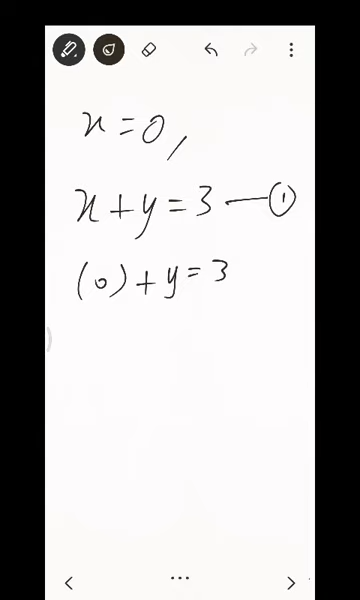 x = 0,
x + y = 3 — ①
(0) + y = 3